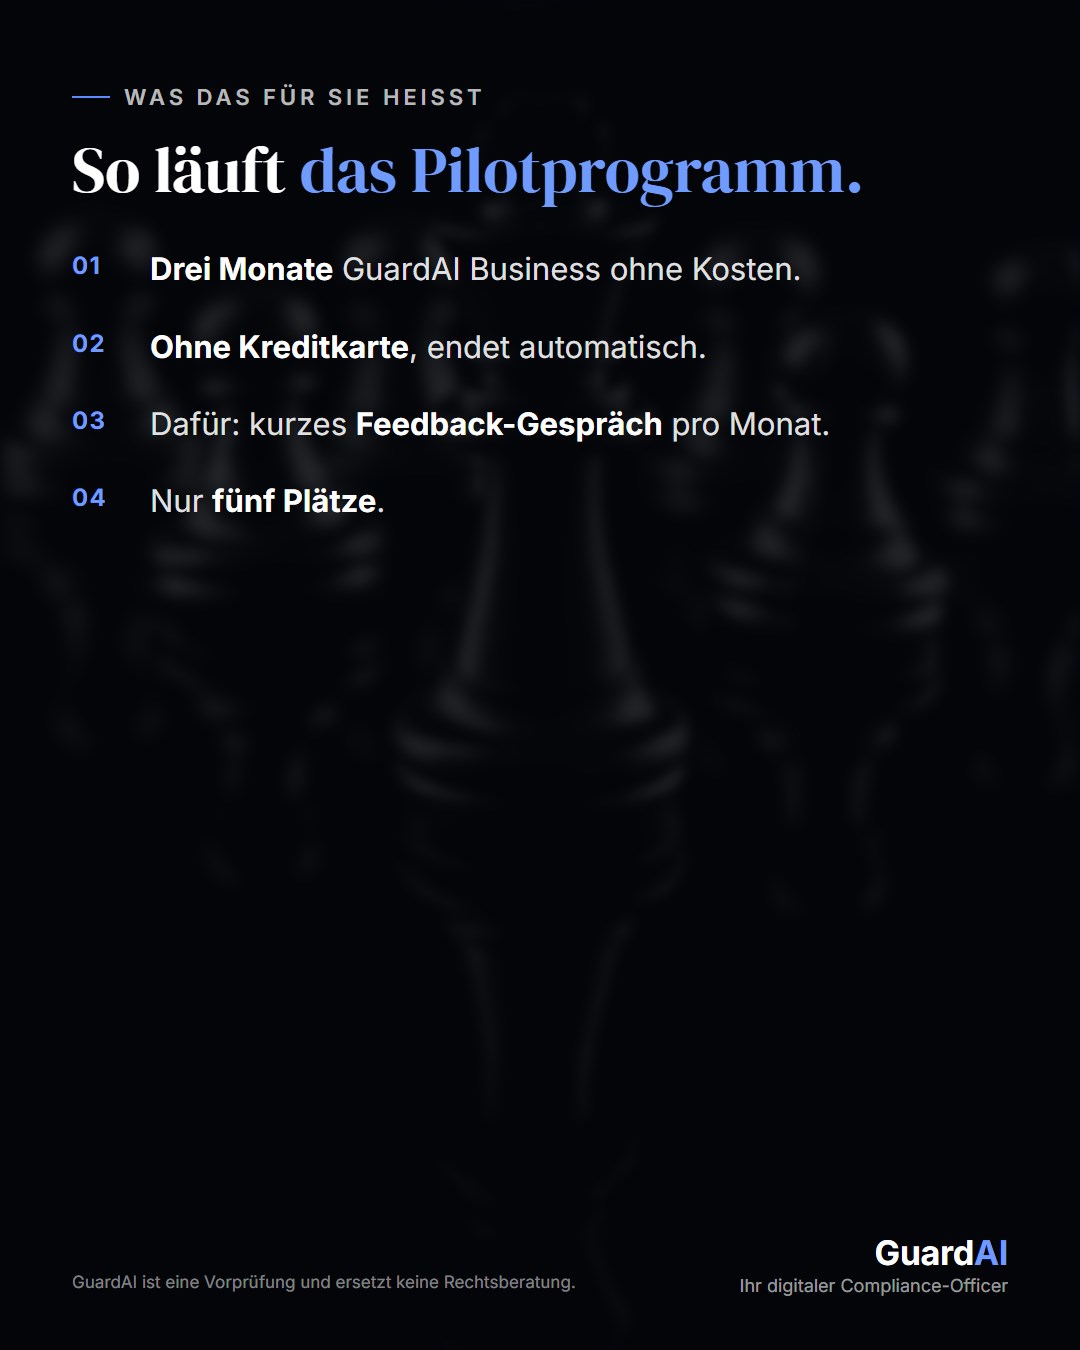 WAS DAS FÜR SIE HEISST
So läuft das Pilotprogramm.
01 Drei Monate GuardAI Business ohne Kosten.
02 Ohne Kreditkarte, endet automatisch.
03 Dafür: kurzes Feedback-Gespräch pro Monat.
04 Nur fünf Plätze.
GuardAI
GuardAI ist eine Vorprüfung und ersetzt keine Rechtsberatung.
Ihr digitaler Compliance-Officer